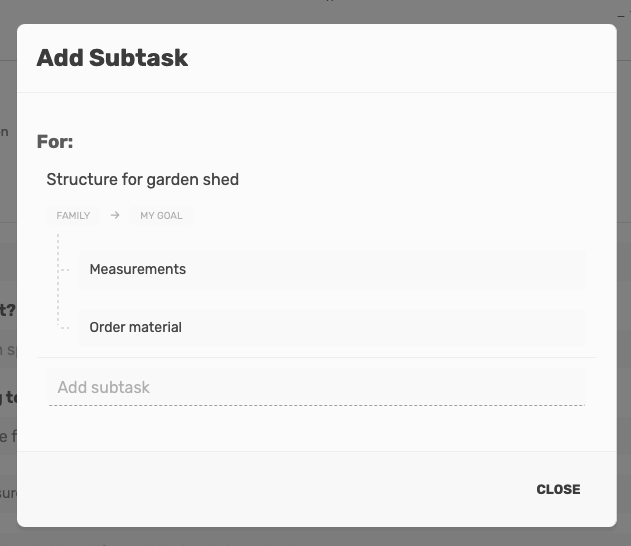 Add Subtask
For:
Structure for garden shed
FAMILY → MY GOAL
Measurements
Order material
Add subtask
CLOSE